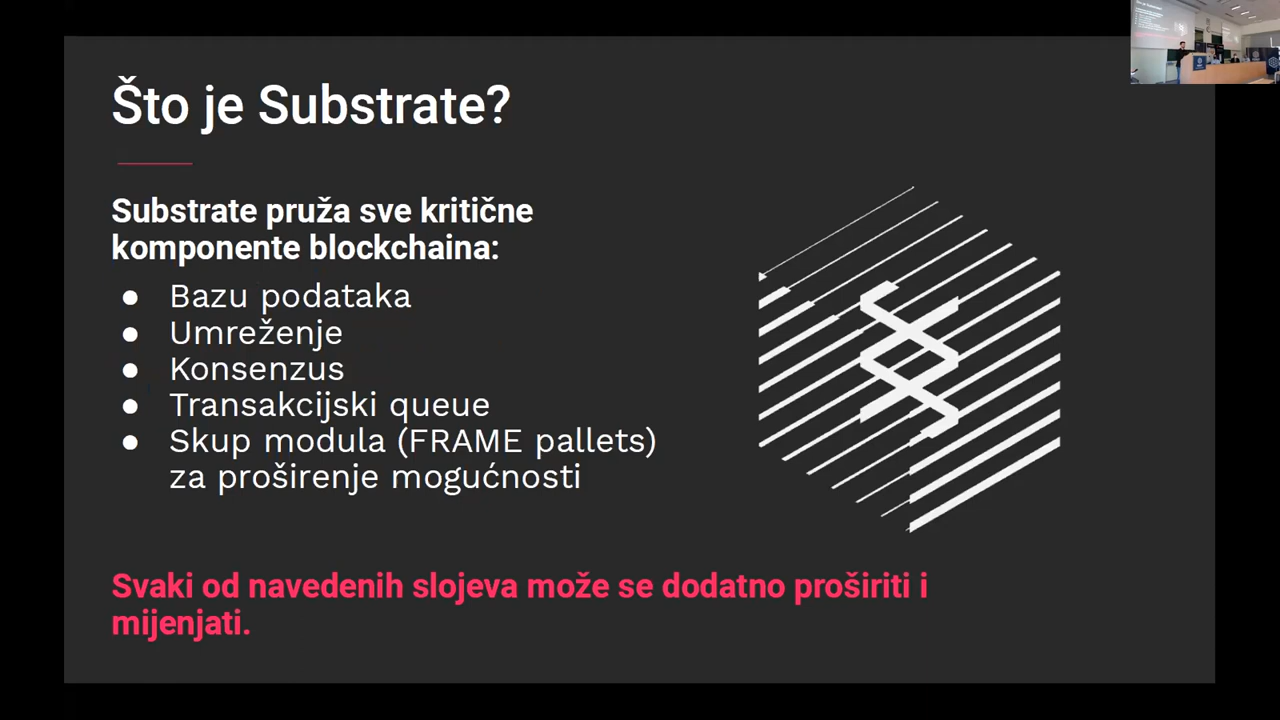 Što je Substrate?
Substrate pruža sve kritične
komponente blockchaina:
● Bazu podataka
● Umreženje
● Konsenzus
● Transakcijski queue
● Skup modula (FRAME pallets)
za proširenje mogućnosti
Svaki od navedenih slojeva može se dodatno proširiti i
mijenjati.